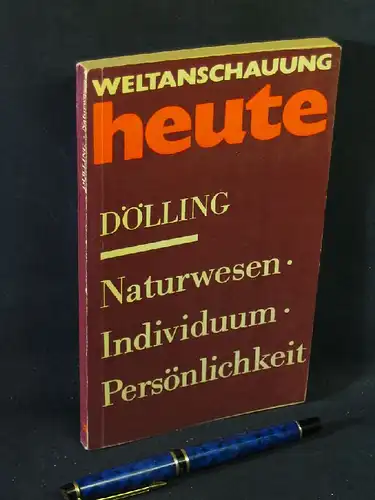 WELTANSCHAUUNG
heute
DÖLLING
Naturwesen ·
Individuum ·
Persönlichkeit